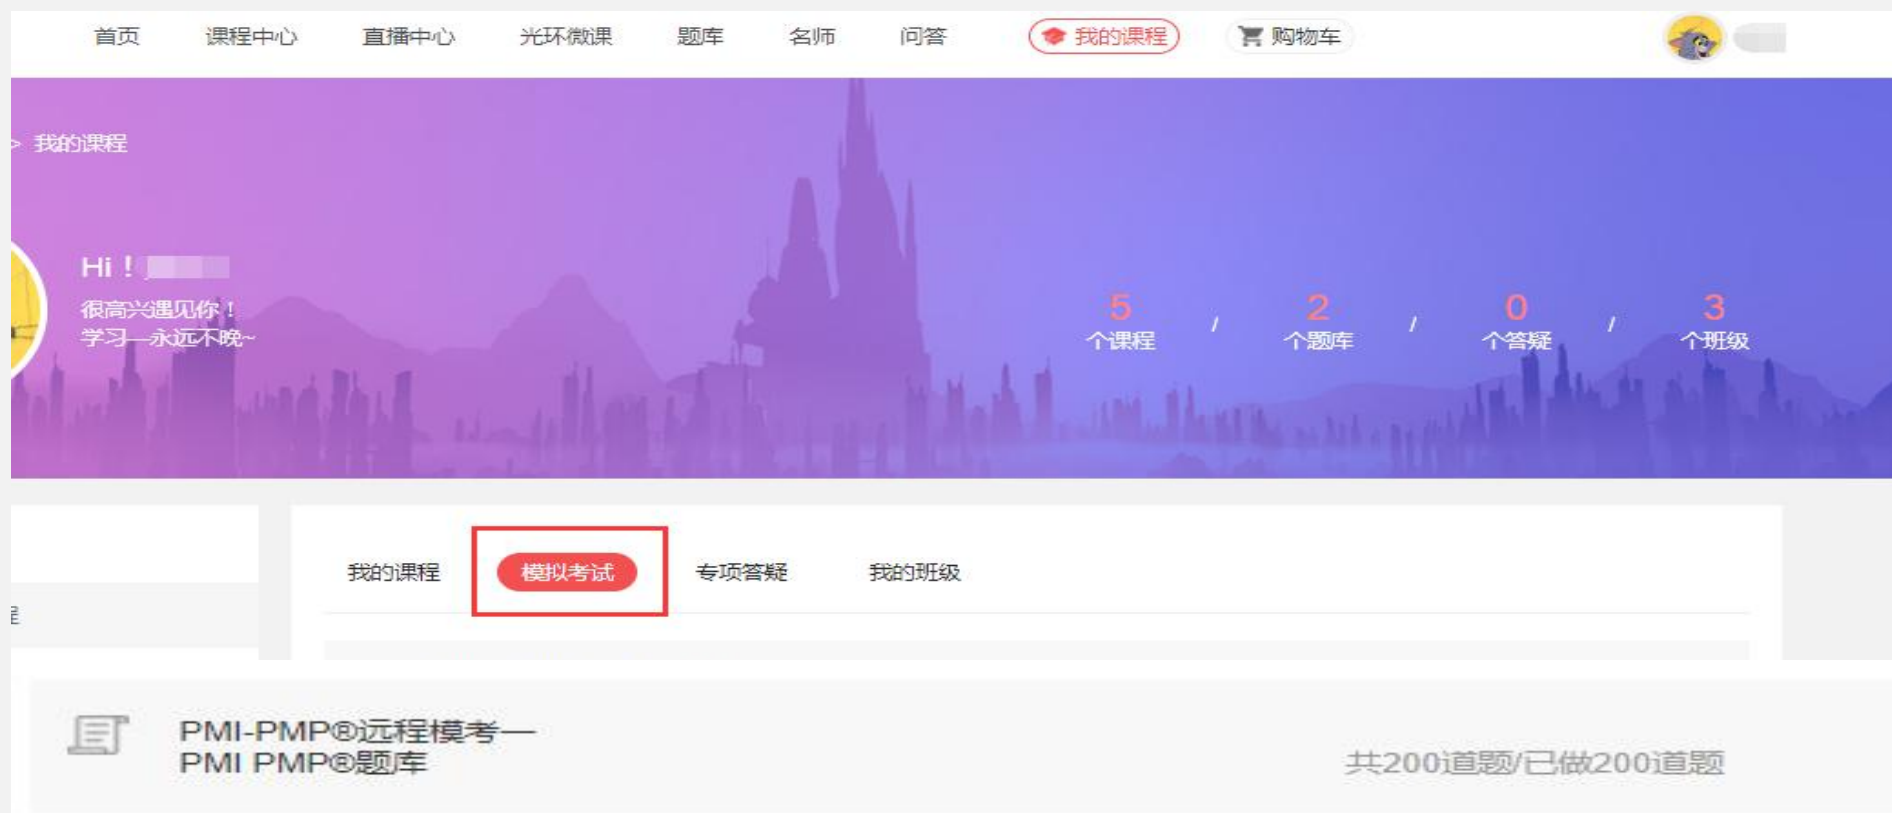 首页 课程中心 直播中心 光环微课 题库 名师 问答 我的课程 购物车
> 我的课程
Hi！
很高兴遇见你！
学习—永远不晚~
5 / 2 / 0 / 3
个课程 个题库 个答疑 个班级
我的课程 模拟考试 专项答疑 我的班级
PMI-PMP®远程模考一
PMI PMP®题库
共200道题/已做200道题